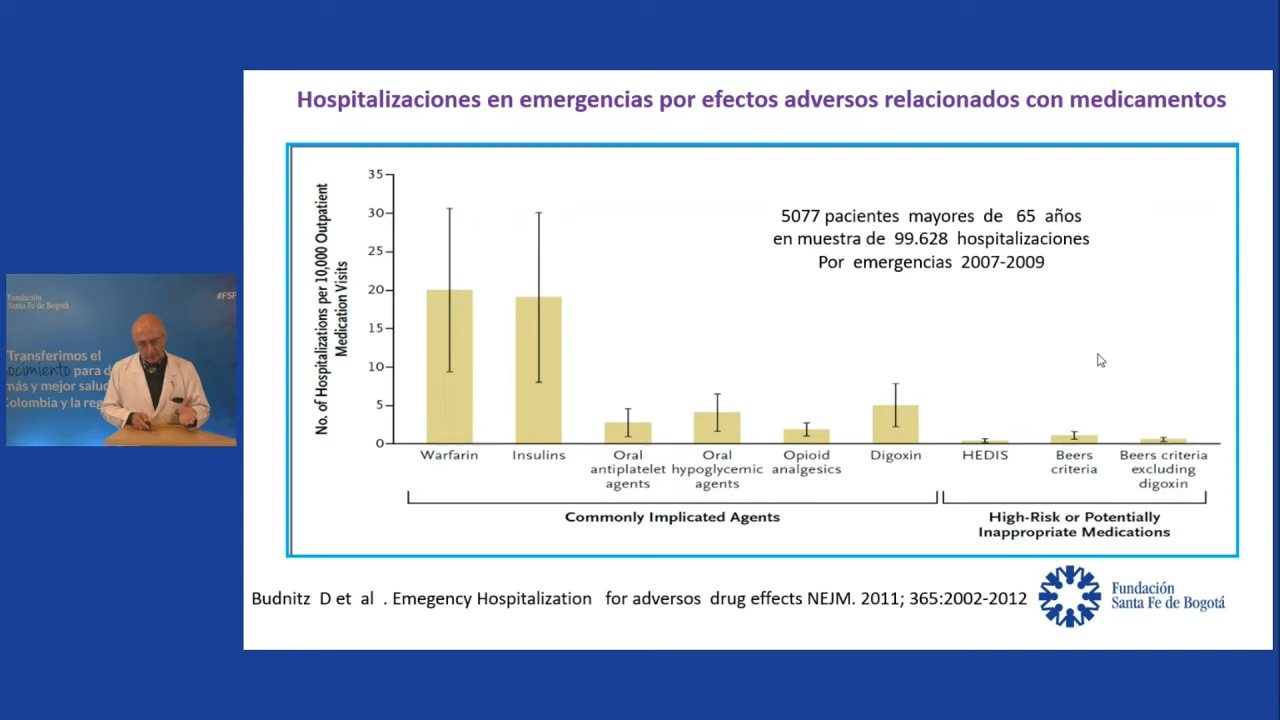 Hospitalizaciones en emergencias por efectos adversos relacionados con medicamentos
No. of Hospitalizations per 10,000 Outpatient
Medication Visits
35
30
25
20
15
10
5
0
5077 pacientes mayores de 65 años
en muestra de 99.628 hospitalizaciones
Por emergencias 2007-2009
Warfarin
Insulins
Oral
antiplatelet
agents
Oral
hypoglycemic
agents
Opioid
analgesics
Digoxin
HEDIS
Beers
criteria
Beers criteria
excluding
digoxin
Commonly Implicated Agents
High-Risk or Potentially
Inappropriate Medications
Budnitz D et al . Emegency Hospitalization for adversos drug effects NEJM. 2011; 365:2002-2012
Fundación
Santa Fe de Bogotá
Fundación
Santa Fe de Bogotá
#FSF
Transferimos el
ocimiento para d
más y mejor salud
Colombia y la reg